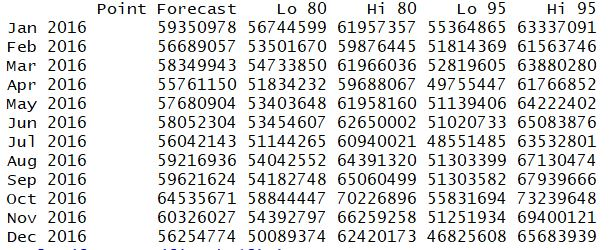 Point Forecast Lo 80 Hi 80 Lo 95 Hi 95
Jan 2016 59350978 56744599 61957357 55364865 63337091
Feb 2016 56689057 53501670 59876445 51814369 61563746
Mar 2016 58349943 54733850 61966036 52819605 63880280
Apr 2016 55761150 51834232 59688067 49755447 61766852
May 2016 57680904 53403648 61958160 51139406 64222402
Jun 2016 58052304 53454607 62650002 51020733 65083876
Jul 2016 56042143 51144265 60940021 48551485 63532801
Aug 2016 59216936 54042552 64391320 51303399 67130474
Sep 2016 59621624 54182748 65060499 51303582 67939666
Oct 2016 64535671 58844447 70226896 55831694 73239648
Nov 2016 60326027 54392797 66259258 51251934 69400121
Dec 2016 56254774 50089374 62420173 46825608 65683939